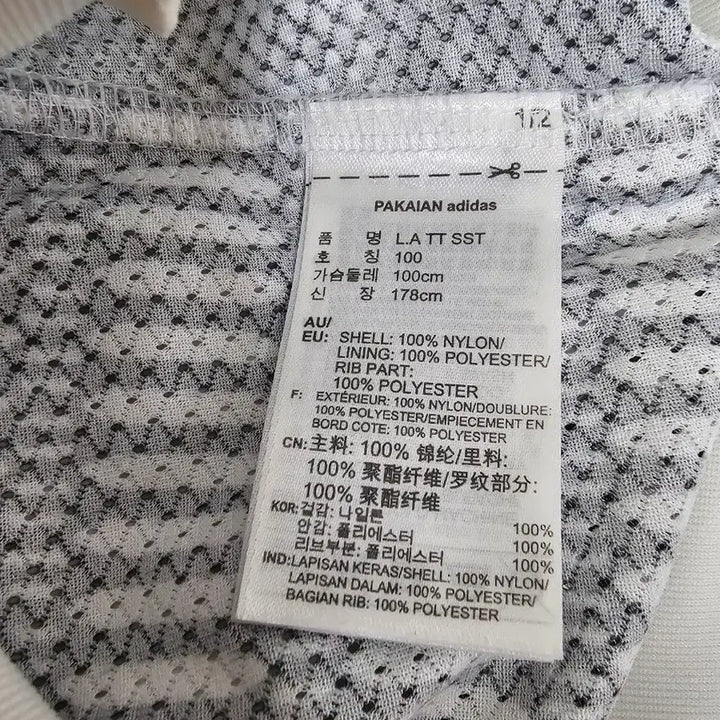 1/2
PAKAIAN adidas
품 명 L.A TT SST
호 칭 100
가슴둘레 100cm
신 장 178cm
AU/
EU: SHELL: 100% NYLON/
LINING: 100% POLYESTER/
RIB PART:
100% POLYESTER
F: EXTÉRIEUR: 100% NYLON/DOUBLURE:
100% POLYESTER/EMPIECEMENT EN
BORD COTE: 100% POLYESTER
CN: 主料: 100% 锦纶/里料:
100% 聚酯纤维/罗纹部分:
100% 聚酯纤维
KOR: 겉감: 나일론 100%
안감: 폴리에스터 100%
리브부분: 폴리에스터 100%
IND: LAPISAN KERAS/SHELL: 100% NYLON/
LAPISAN DALAM: 100% POLYESTER/
BAGIAN RIB: 100% POLYESTER